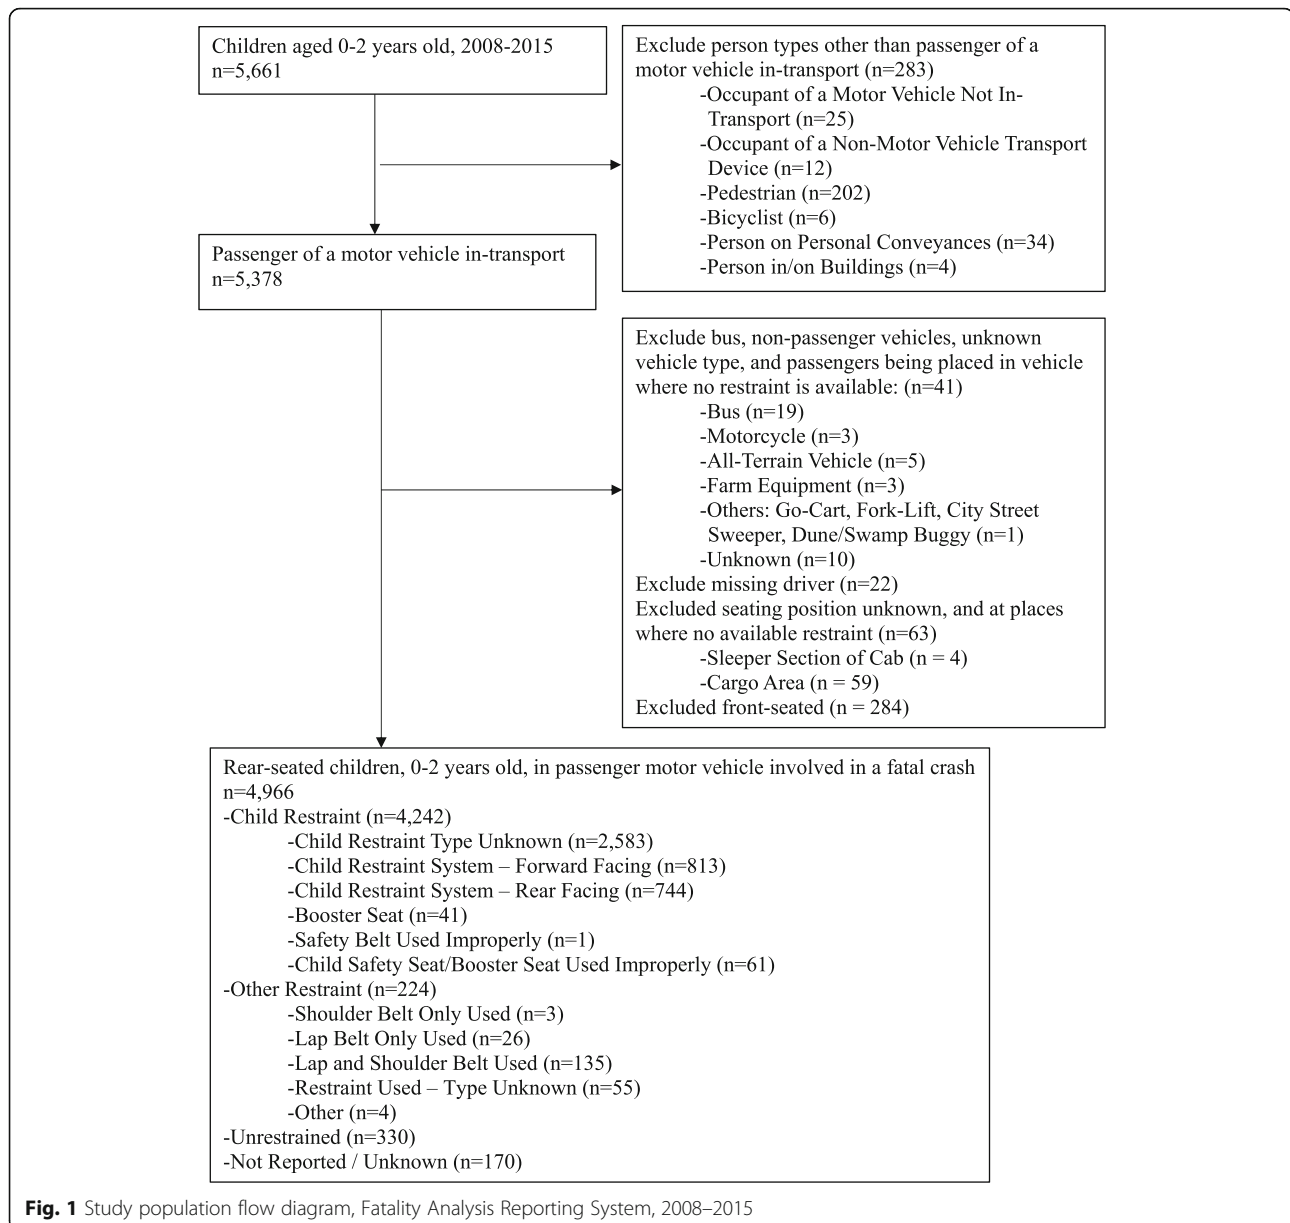 Children aged 0-2 years old, 2008-2015
n=5,661
Exclude person types other than passenger of a
motor vehicle in-transport (n=283)
-Occupant of a Motor Vehicle Not In-
Transport (n=25)
-Occupant of a Non-Motor Vehicle Transport
Device (n=12)
-Pedestrian (n=202)
-Bicyclist (n=6)
-Person on Personal Conveyances (n=34)
-Person in/on Buildings (n=4)
Passenger of a motor vehicle in-transport
n=5,378
Exclude bus, non-passenger vehicles, unknown
vehicle type, and passengers being placed in vehicle
where no restraint is available: (n=41)
-Bus (n=19)
-Motorcycle (n=3)
-All-Terrain Vehicle (n=5)
-Farm Equipment (n=3)
-Others: Go-Cart, Fork-Lift, City Street
Sweeper, Dune/Swamp Buggy (n=1)
-Unknown (n=10)
Exclude missing driver (n=22)
Excluded seating position unknown, and at places
where no available restraint (n=63)
-Sleeper Section of Cab (n = 4)
-Cargo Area (n = 59)
Excluded front-seated (n = 284)
Rear-seated children, 0-2 years old, in passenger motor vehicle involved in a fatal crash
n=4,966
-Child Restraint (n=4,242)
-Child Restraint Type Unknown (n=2,583)
-Child Restraint System – Forward Facing (n=813)
-Child Restraint System – Rear Facing (n=744)
-Booster Seat (n=41)
-Safety Belt Used Improperly (n=1)
-Child Safety Seat/Booster Seat Used Improperly (n=61)
-Other Restraint (n=224)
-Shoulder Belt Only Used (n=3)
-Lap Belt Only Used (n=26)
-Lap and Shoulder Belt Used (n=135)
-Restraint Used – Type Unknown (n=55)
-Other (n=4)
-Unrestrained (n=330)
-Not Reported / Unknown (n=170)
Fig. 1 Study population flow diagram, Fatality Analysis Reporting System, 2008–2015